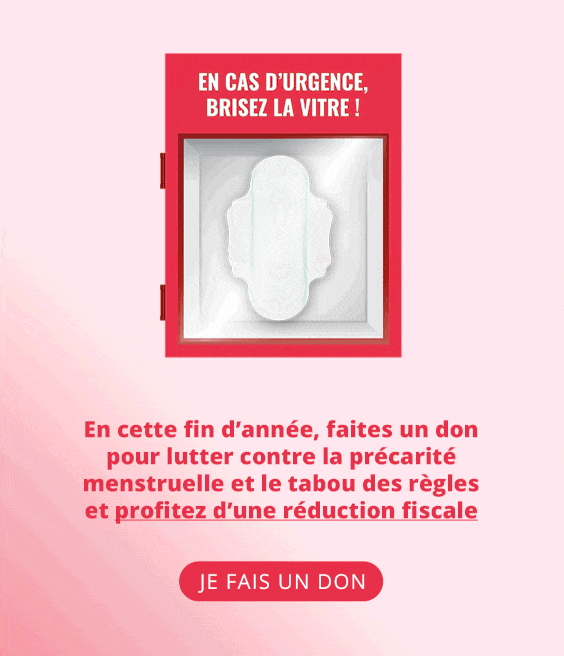 EN CAS D'URGENCE,
BRISEZ LA VITRE !
En cette fin d'année, faites un don
pour lutter contre la précarité
menstruelle et le tabou des règles
et profitez d'une réduction fiscale
JE FAIS UN DON